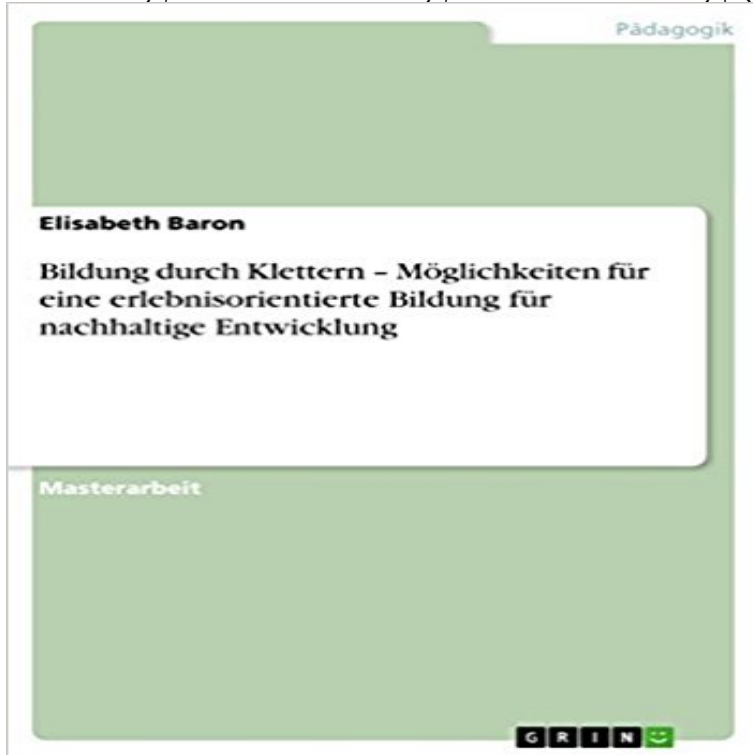 Pädagogik
Elisabeth Baron
Bildung durch Klettern – Möglichkeiten für
eine erlebnisorientierte Bildung für
nachhaltige Entwicklung
Masterarbeit
GRIN